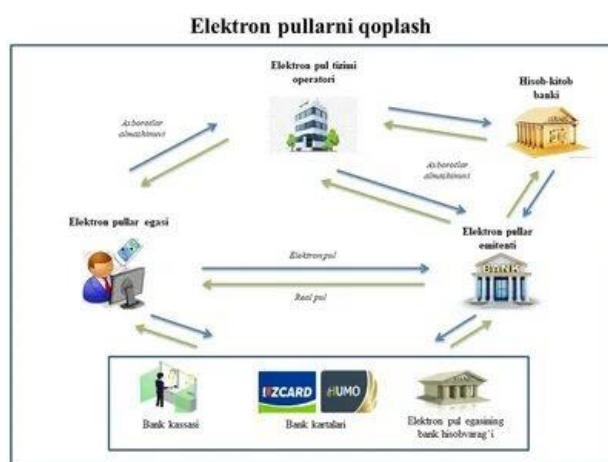 Elektron pullarni qoplash
Elektron pul tizimi
operatori
Hisob-kitob
banki
Axborotlar
almashinuvi
Axborotlar
almashinuvi
Elektron pullar egasi
Elektron pullar
emitenti
Elektron pul
BANK
Real pul
UZCARD
HUMO
Bank kassasi
Bank kartalari
Elektron pul egasining
bank hisobvarag'i